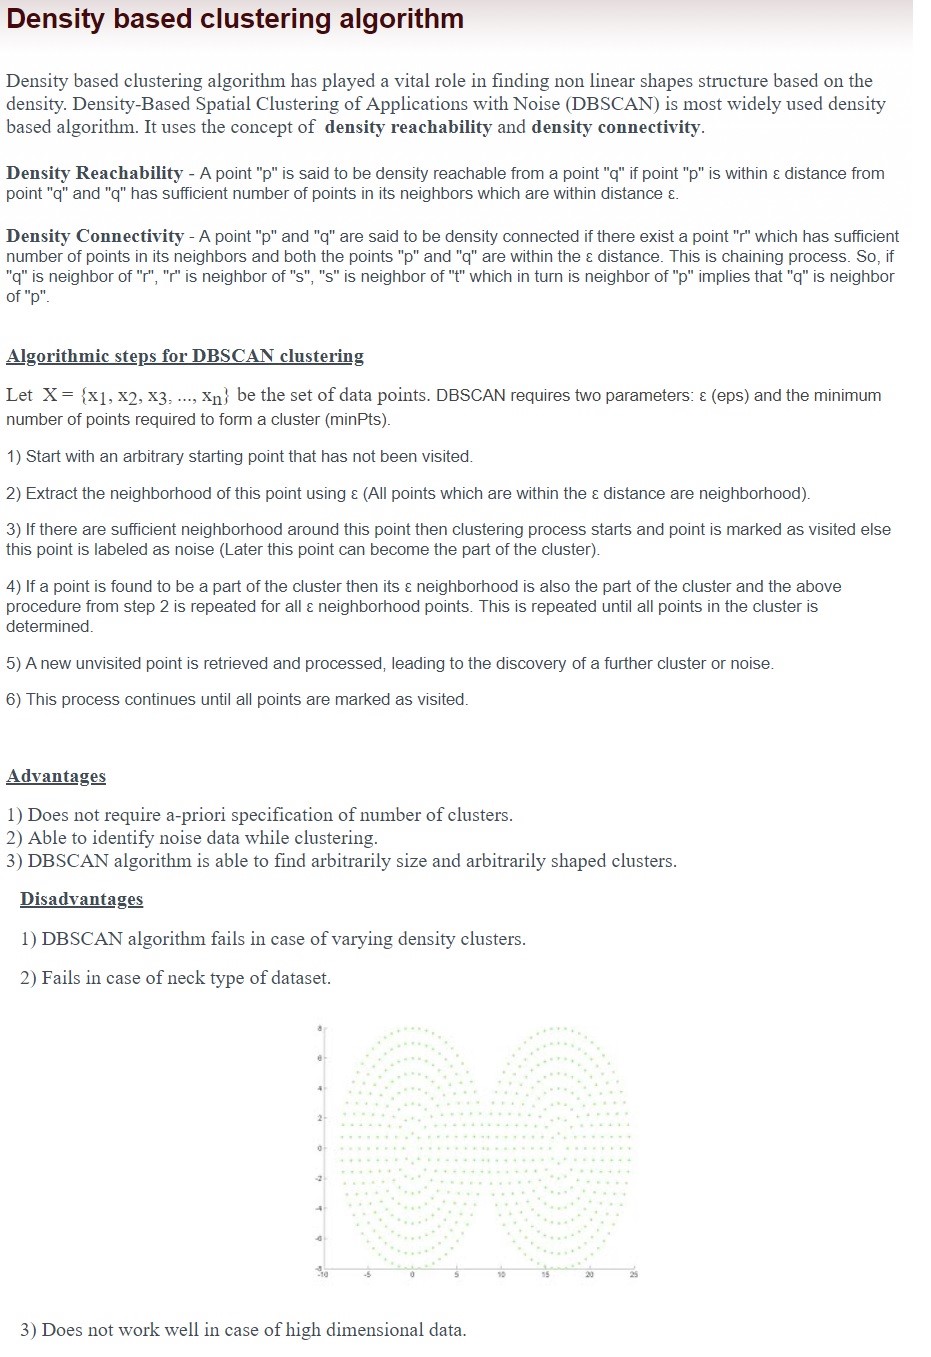 Density based clustering algorithm
Density based clustering algorithm has played a vital role in finding non linear shapes structure based on the
density. Density-Based Spatial Clustering of Applications with Noise (DBSCAN) is most widely used density
based algorithm. It uses the concept of density reachability and density connectivity.
Density Reachability - A point "p" is said to be density reachable from a point "q" if point "p" is within ε distance from
point "q" and "q" has sufficient number of points in its neighbors which are within distance ε.
Density Connectivity - A point "p" and "q" are said to be density connected if there exist a point "r" which has sufficient
number of points in its neighbors and both the points "p" and "q" are within the ε distance. This is chaining process. So, if
"q" is neighbor of "r", "r" is neighbor of "s", "s" is neighbor of "t" which in turn is neighbor of "p" implies that "q" is neighbor
of "p".
Algorithmic steps for DBSCAN clustering
Let X = {x1, x2, x3, ..., xn} be the set of data points. DBSCAN requires two parameters: ε (eps) and the minimum
number of points required to form a cluster (minPts).
1) Start with an arbitrary starting point that has not been visited.
2) Extract the neighborhood of this point using ε (All points which are within the ε distance are neighborhood).
3) If there are sufficient neighborhood around this point then clustering process starts and point is marked as visited else
this point is labeled as noise (Later this point can become the part of the cluster).
4) If a point is found to be a part of the cluster then its ε neighborhood is also the part of the cluster and the above
procedure from step 2 is repeated for all ε neighborhood points. This is repeated until all points in the cluster is
determined.
5) A new unvisited point is retrieved and processed, leading to the discovery of a further cluster or noise.
6) This process continues until all points are marked as visited.
Advantages
1) Does not require a-priori specification of number of clusters.
2) Able to identify noise data while clustering.
3) DBSCAN algorithm is able to find arbitrarily size and arbitrarily shaped clusters.
Disadvantages
1) DBSCAN algorithm fails in case of varying density clusters.
2) Fails in case of neck type of dataset.
8
6
4
2
0
-2
-4
-6
-8
-10 -5 0 5 10 15 20 25
3) Does not work well in case of high dimensional data.